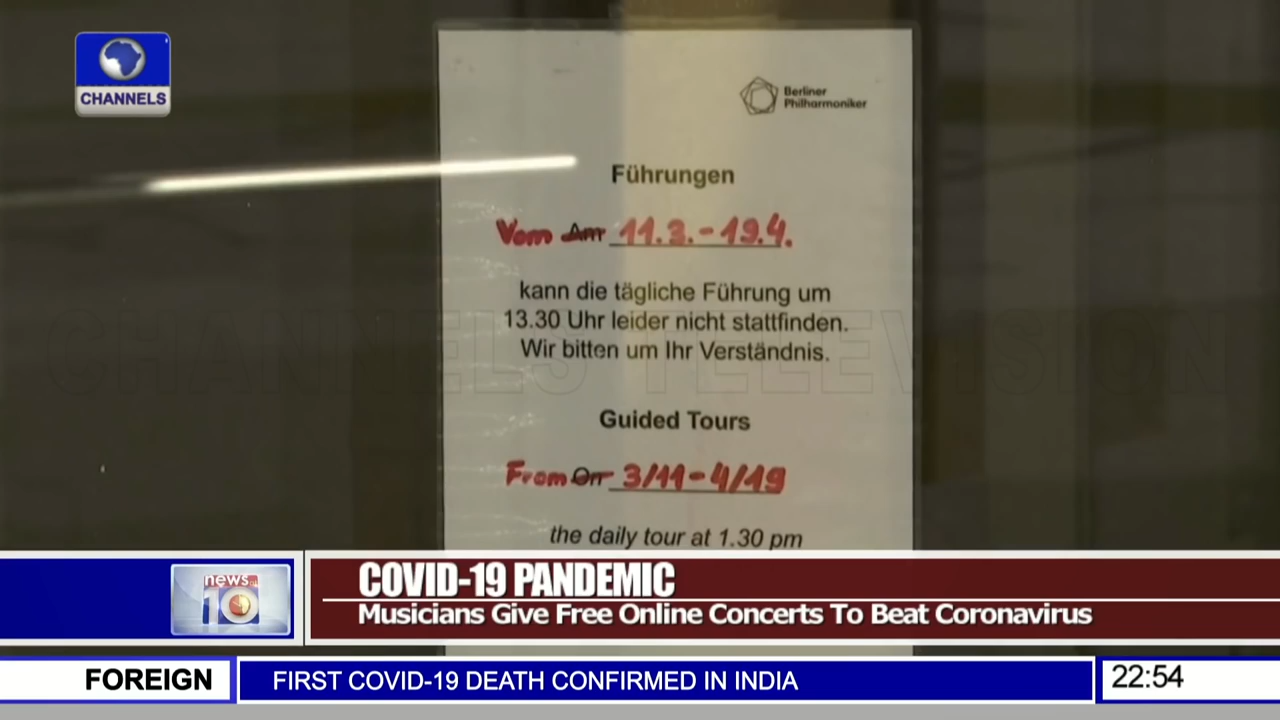 CHANNELS
Berliner
Philharmoniker
Führungen
Vom Am 11.3.-19.4.
kann die tägliche Führung um
13.30 Uhr leider nicht stattfinden.
Wir bitten um Ihr Verständnis.
CHANNELS TELEVISION
Guided Tours
From On 3/11-4/19
the daily tour at 1.30 pm
news at
10
COVID-19 PANDEMIC
Musicians Give Free Online Concerts To Beat Coronavirus
FOREIGN
FIRST COVID-19 DEATH CONFIRMED IN INDIA
22:54